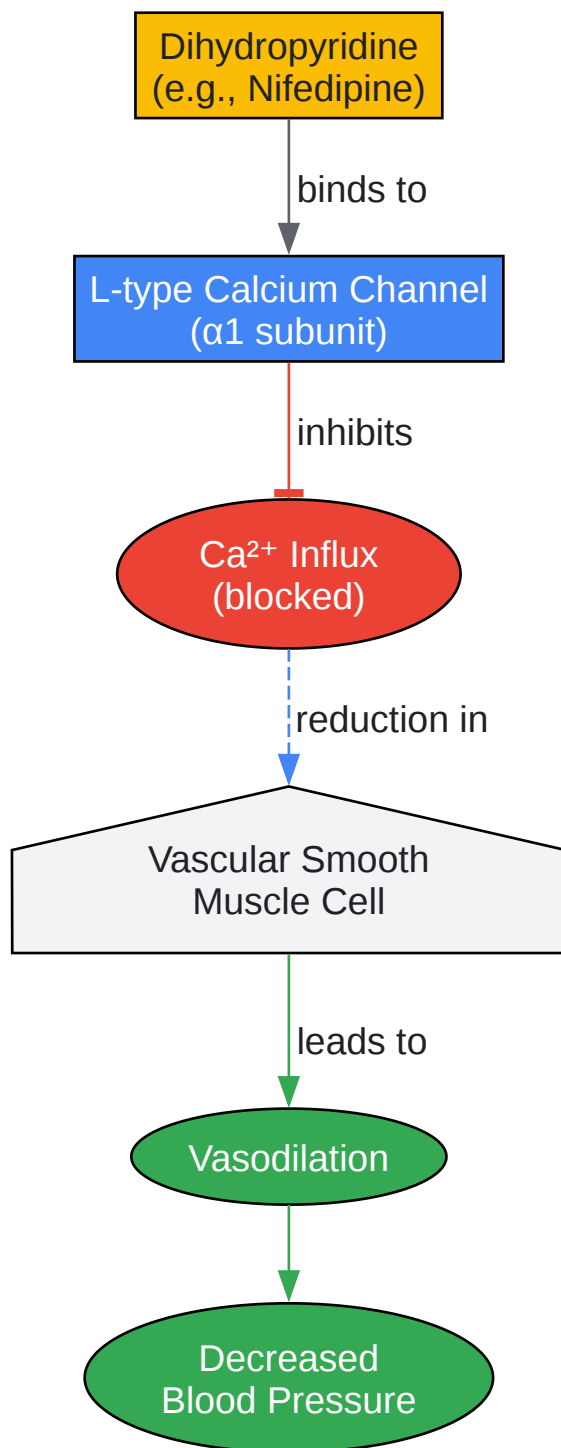 Dihydropyridine
(e.g., Nifedipine)
binds to
L-type Calcium Channel
(α1 subunit)
inhibits
Ca²⁺ Influx
(blocked)
reduction in
Vascular Smooth
Muscle Cell
leads to
Vasodilation
Decreased
Blood Pressure